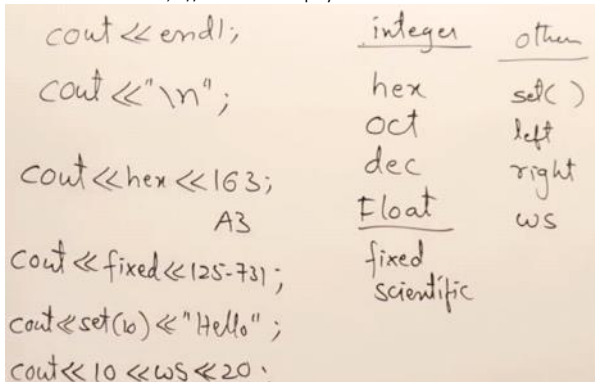 cout << endl;
cout << "\n";
cout << hex << 163;
A3
cout << fixed << 125.731;
cout << set(10) << "Hello";
cout << 10 << ws << 20;
integer
hex
oct
dec
Float
fixed
scientific
other
set( )
left
right
ws